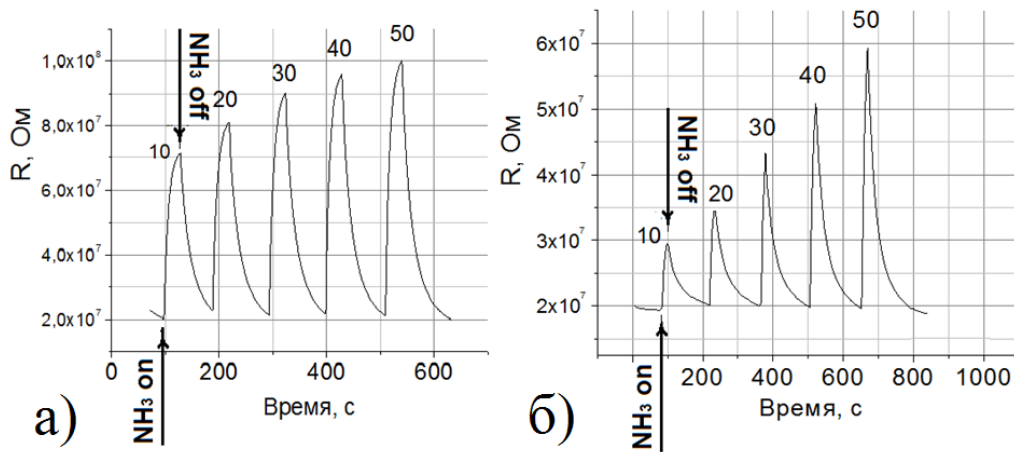 R, Ом
1,0x10⁸
8,0x10⁷
6,0x10⁷
4,0x10⁷
2,0x10⁷
10
20
30
40
50
NH₃ off
NH₃ on
0
200
400
600
Время, с
а)
R, Ом
6x10⁷
5x10⁷
4x10⁷
3x10⁷
2x10⁷
10
20
30
40
50
NH₃ off
NH₃ on
200
400
600
800
1000
Время, с
б)